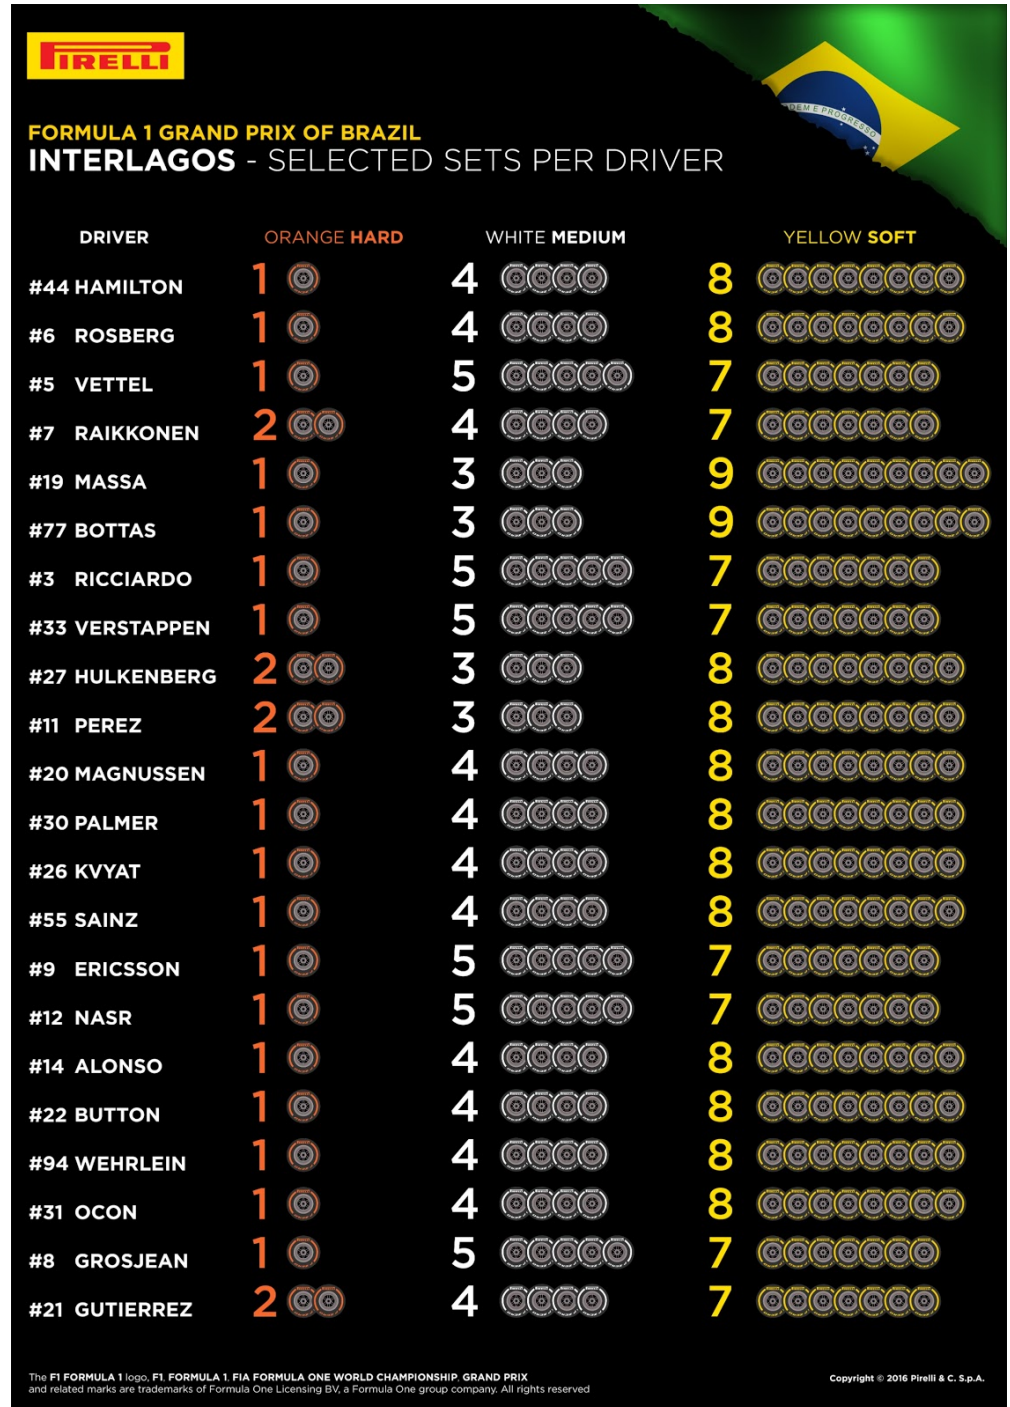 PIRELLI
DEM E PROGRESSO
FORMULA 1 GRAND PRIX OF BRAZIL
INTERLAGOS - SELECTED SETS PER DRIVER
DRIVER ORANGE HARD WHITE MEDIUM YELLOW SOFT
#44 HAMILTON 1 4 8
#6 ROSBERG 1 4 8
#5 VETTEL 1 5 7
#7 RAIKKONEN 2 4 7
#19 MASSA 1 3 9
#77 BOTTAS 1 3 9
#3 RICCIARDO 1 5 7
#33 VERSTAPPEN 1 5 7
#27 HULKENBERG 2 3 8
#11 PEREZ 2 3 8
#20 MAGNUSSEN 1 4 8
#30 PALMER 1 4 8
#26 KVYAT 1 4 8
#55 SAINZ 1 4 8
#9 ERICSSON 1 5 7
#12 NASR 1 5 7
#14 ALONSO 1 4 8
#22 BUTTON 1 4 8
#94 WEHRLEIN 1 4 8
#31 OCON 1 4 8
#8 GROSJEAN 1 5 7
#21 GUTIERREZ 2 4 7
The F1 FORMULA 1 logo, F1, FORMULA 1, FIA FORMULA ONE WORLD CHAMPIONSHIP, GRAND PRIX
and related marks are trademarks of Formula One Licensing BV, a Formula One group company. All rights reserved
Copyright © 2016 Pirelli & C. S.p.A.